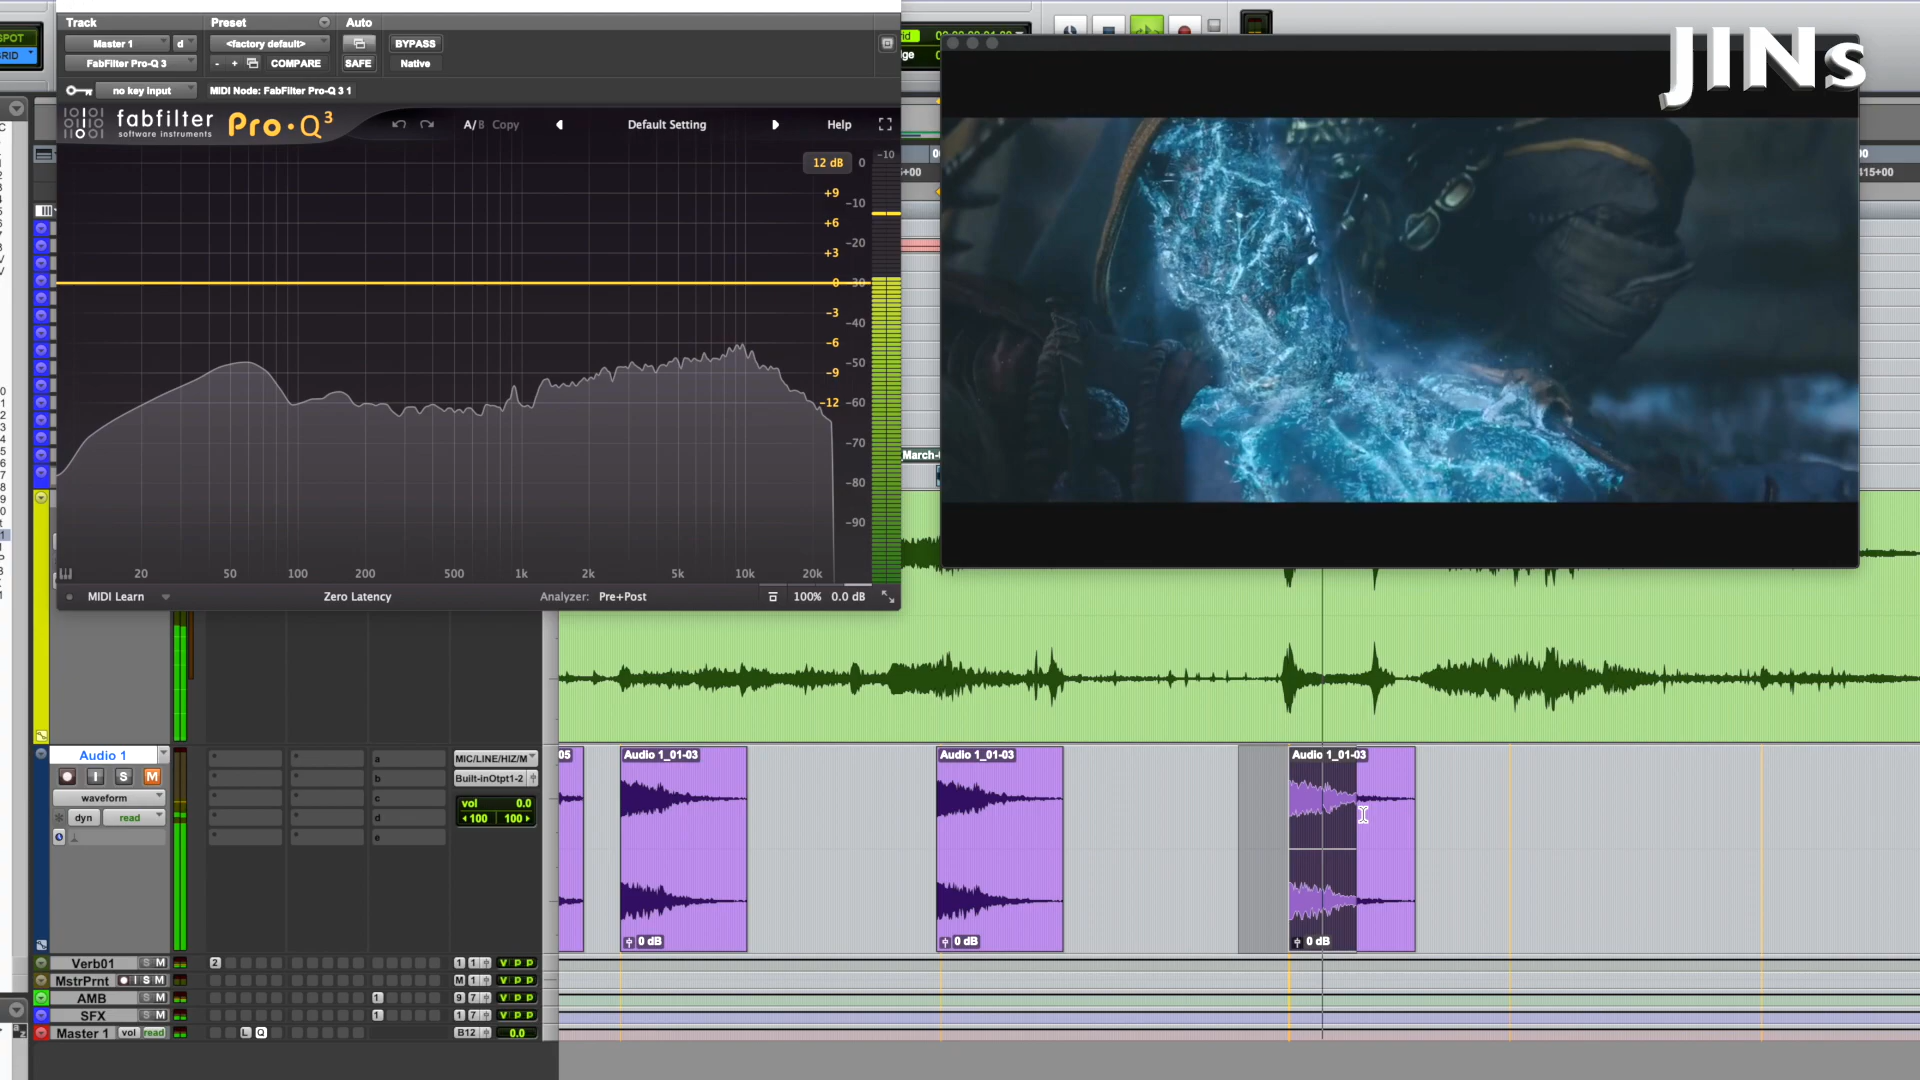 Track
Preset
Auto
Master 1
d
<factory default>
BYPASS
FabFilter Pro-Q 3
- + COMPARE
SAFE
Native
no key input
MIDI Node: FabFilter Pro-Q 3 1
fabfilter
software instruments
Pro·Q3
A/B Copy
Default Setting
Help
12 dB
0
-10
+9
-10
+6
-20
+3
0
-30
-3
-40
-6
-50
-9
-12
-60
-70
-80
-90
20
50
100
200
500
1k
2k
5k
10k
20k
MIDI Learn
Zero Latency
Analyzer: Pre+Post
100%
0.0 dB
SPOT
GRID
JINs
415+00
March-
Audio 1
I
S
M
waveform
dyn
read
a
b
c
d
e
MIC/LINE/HIZ/M
Built-inOtpt1-2
vol 0.0
100 100
05
Audio 1_01-03
0 dB
Audio 1_01-03
0 dB
Audio 1_01-03
0 dB
Verb01
S M
2
1 1
V P P
MstrPrnt
I S M
M 1
V P P
AMB
S M
1
9 7
V P P
SFX
S M
1
1 7
V P P
Master 1
vol
read
L Q
B12
0.0